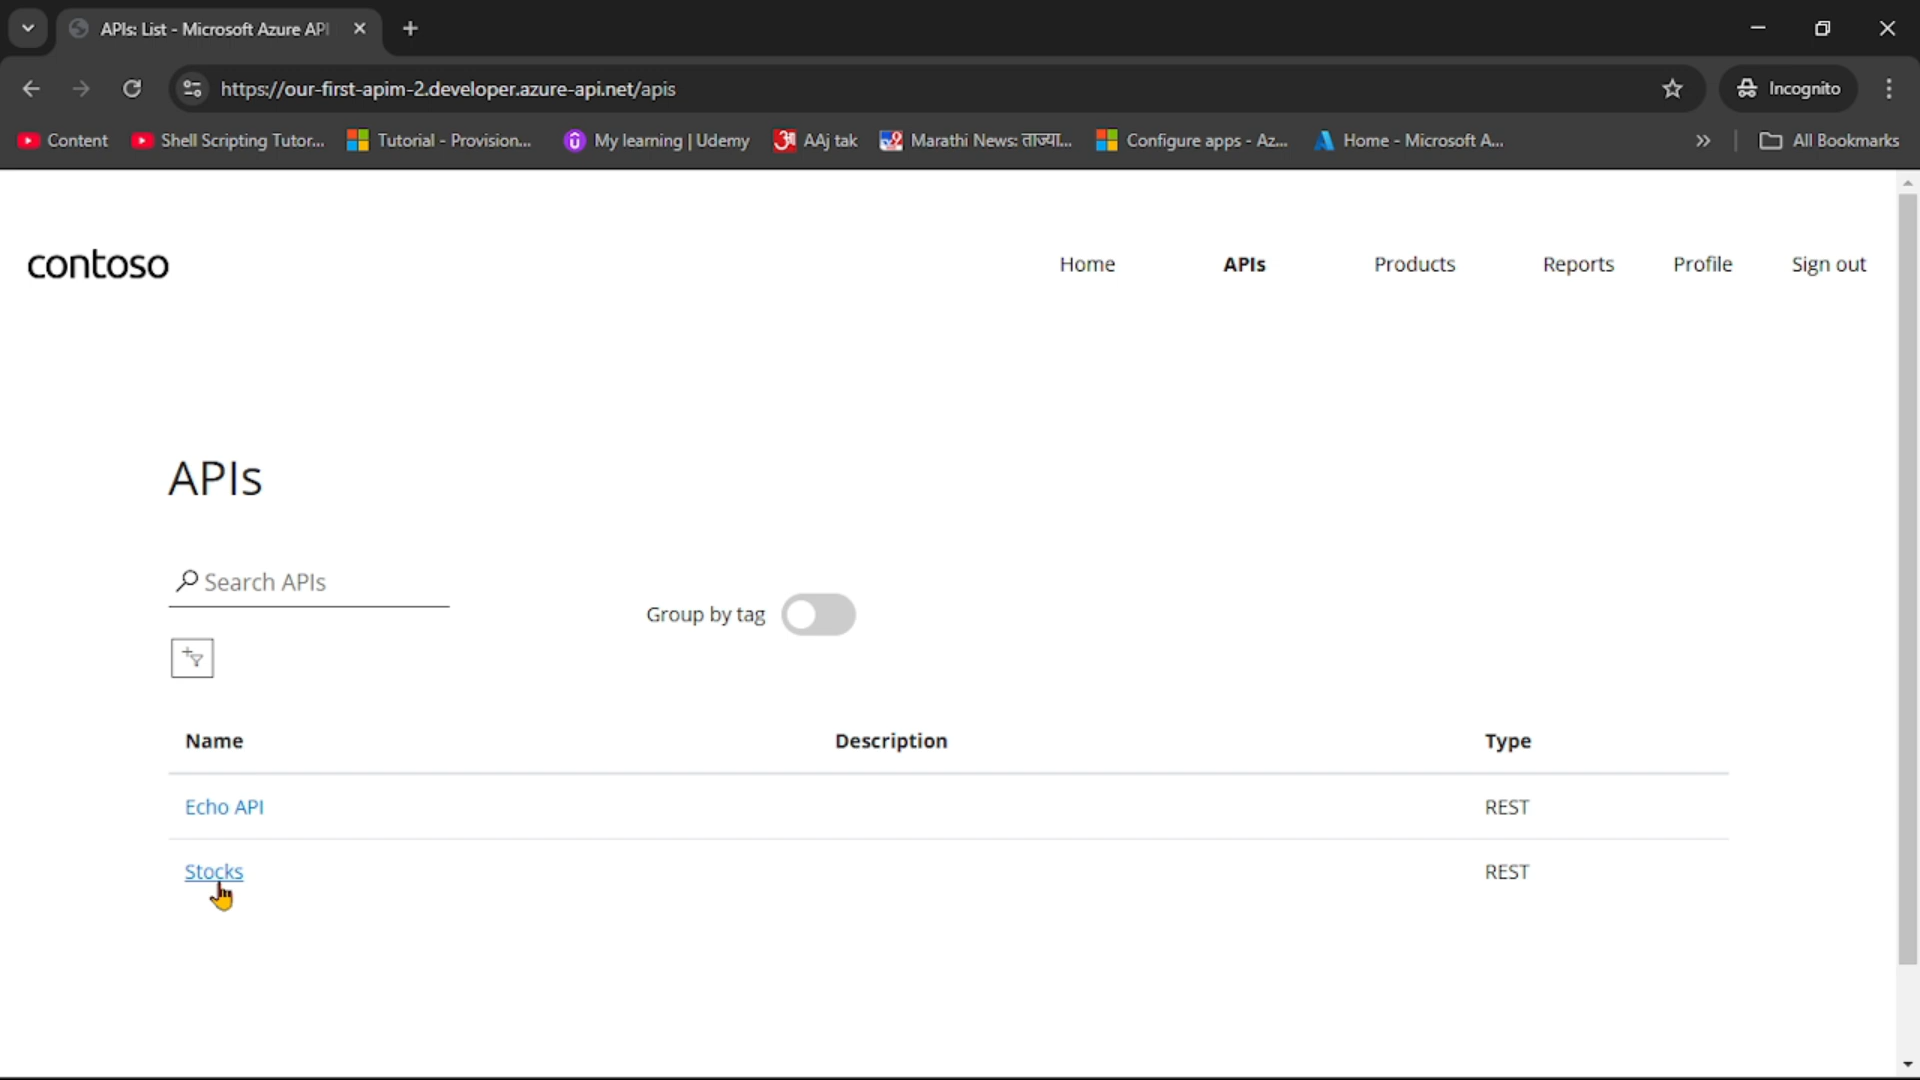 APIs: List - Microsoft Azure API
https://our-first-apim-2.developer.azure-api.net/apis
Incognito
Content
Shell Scripting Tutor...
Tutorial - Provision...
My learning | Udemy
AAj tak
Marathi News: ताज्या...
Configure apps - Az...
Home - Microsoft A...
All Bookmarks
contoso
Home
APIs
Products
Reports
Profile
Sign out
APIs
Search APIs
Group by tag
Name Description Type
Echo API REST
Stocks REST